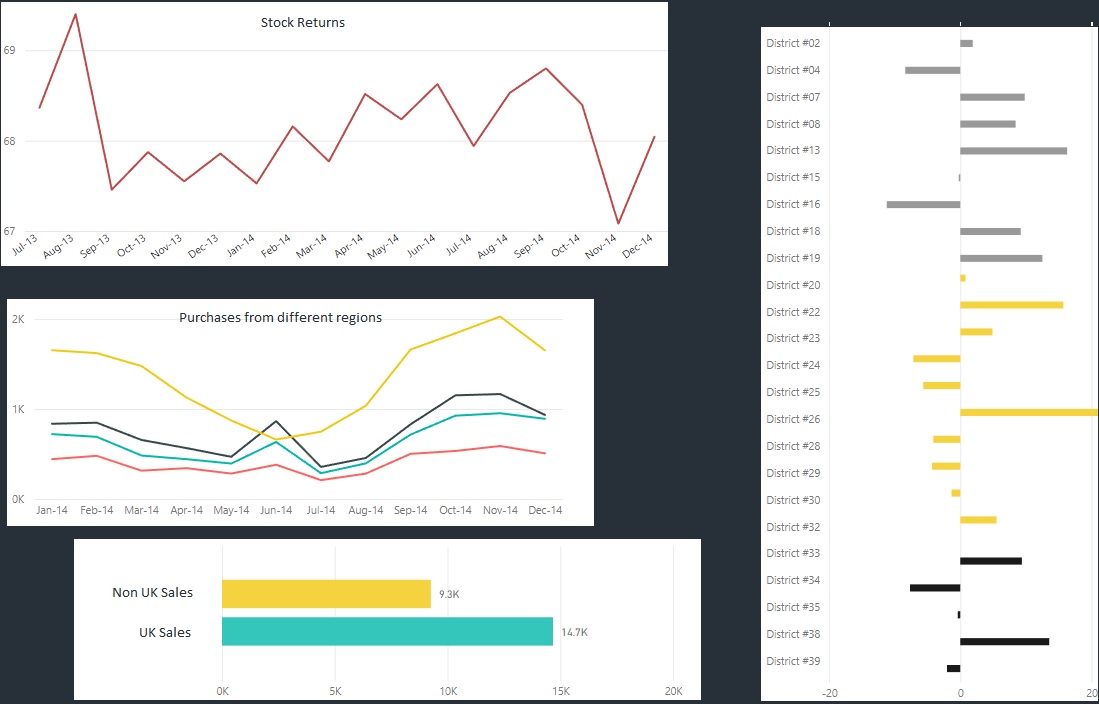 Stock Returns
69
68
67
Jul-13 Aug-13 Sep-13 Oct-13 Nov-13 Dec-13 Jan-14 Feb-14 Mar-14 Apr-14 May-14 Jun-14 Jul-14 Aug-14 Sep-14 Oct-14 Nov-14 Dec-14
Purchases from different regions
2K
1K
0K
Jan-14 Feb-14 Mar-14 Apr-14 May-14 Jun-14 Jul-14 Aug-14 Sep-14 Oct-14 Nov-14 Dec-14
Non UK Sales 9.3K
UK Sales 14.7K
0K 5K 10K 15K 20K
District #02
District #04
District #07
District #08
District #13
District #15
District #16
District #18
District #19
District #20
District #22
District #23
District #24
District #25
District #26
District #28
District #29
District #30
District #32
District #33
District #34
District #35
District #38
District #39
-20 0 20